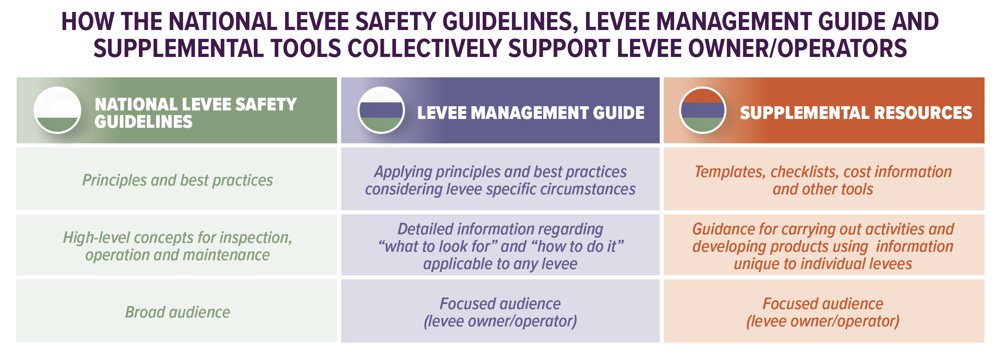 HOW THE NATIONAL LEVEE SAFETY GUIDELINES, LEVEE MANAGEMENT GUIDE AND
SUPPLEMENTAL TOOLS COLLECTIVELY SUPPORT LEVEE OWNER/OPERATORS
NATIONAL LEVEE SAFETY
GUIDELINES
LEVEE MANAGEMENT GUIDE
SUPPLEMENTAL RESOURCES
Principles and best practices
Applying principles and best practices
considering levee specific circumstances
Templates, checklists, cost information
and other tools
High-level concepts for inspection,
operation and maintenance
Detailed information regarding
“what to look for” and “how to do it”
applicable to any levee
Guidance for carrying out activities and
developing products using  information
unique to individual levees
Broad audience
Focused audience
(levee owner/operator)
Focused audience
(levee owner/operator)